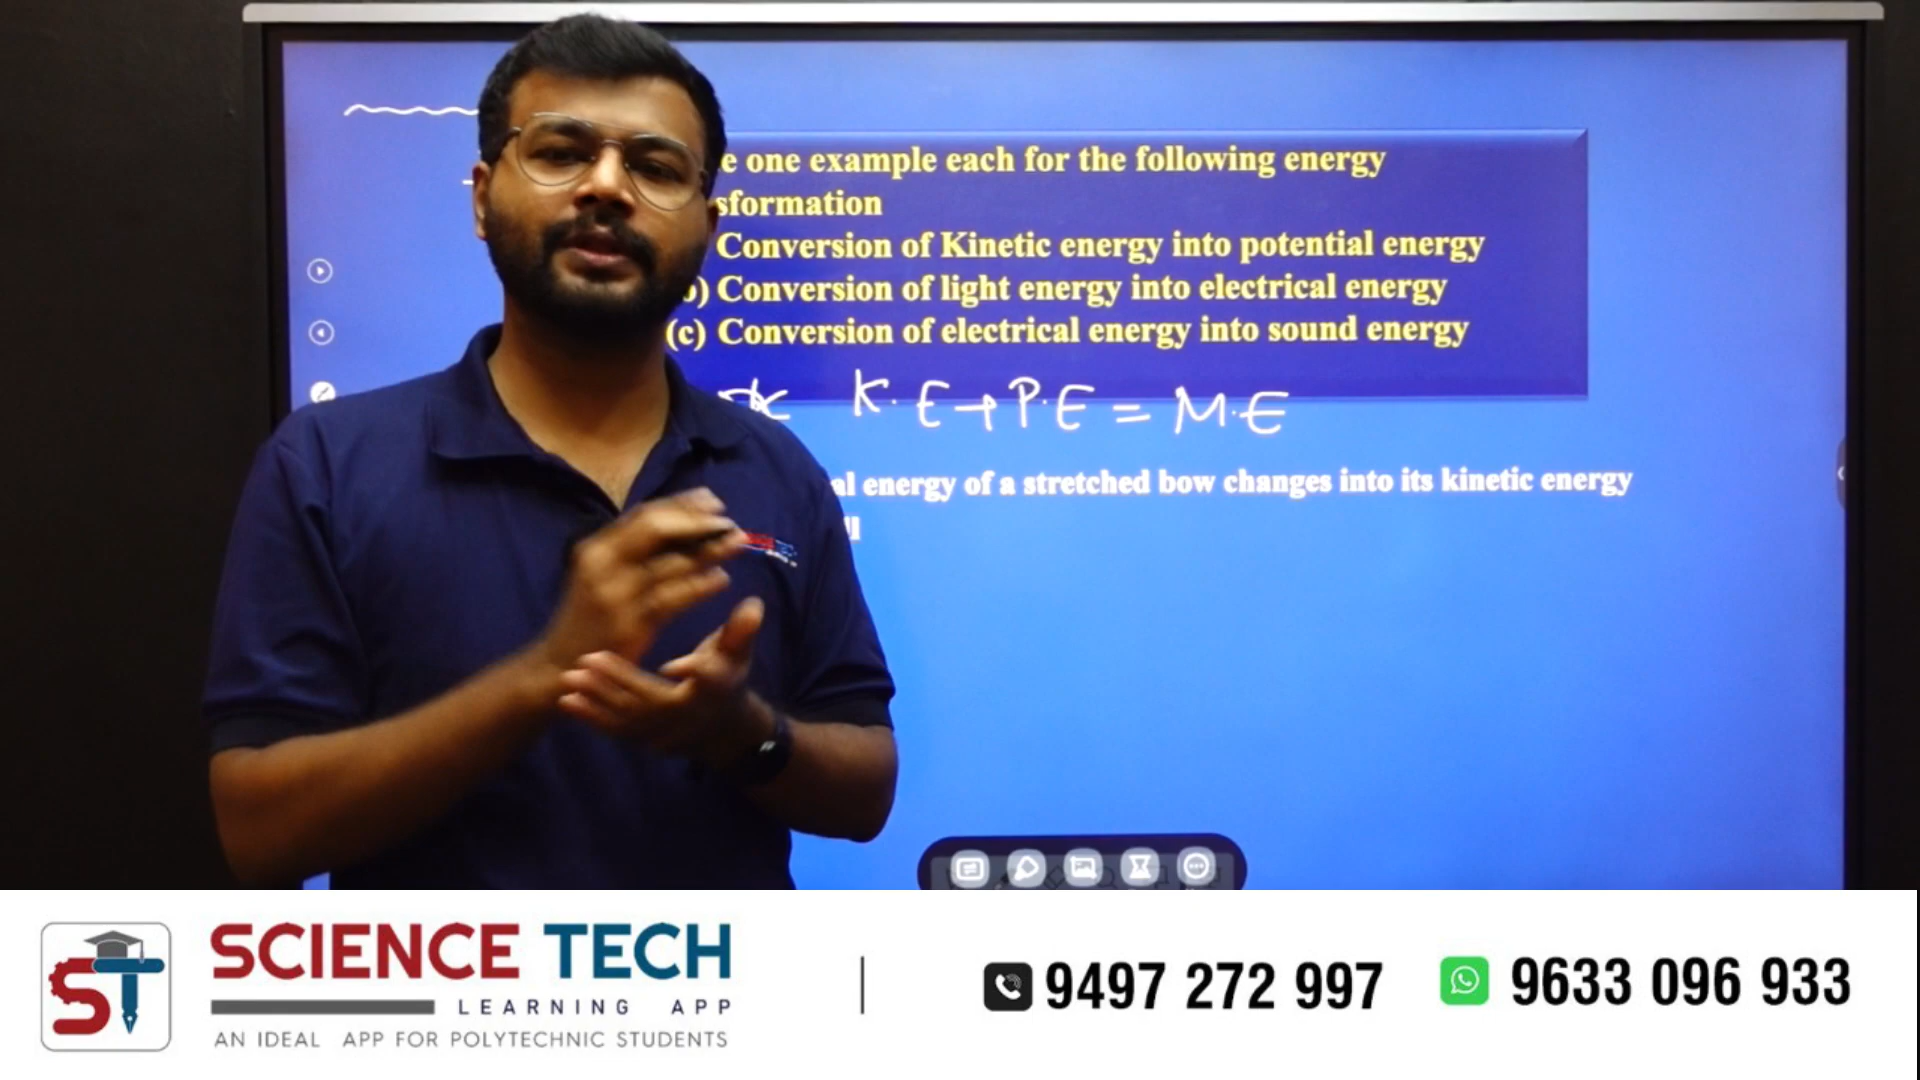 one example each for the following energy
sformation
Conversion of Kinetic energy into potential energy
) Conversion of light energy into electrical energy
(c) Conversion of electrical energy into sound energy
K.E → P.E = M.E
al energy of a stretched bow changes into its kinetic energy
ST
SCIENCE TECH
LEARNING APP
AN IDEAL APP FOR POLYTECHNIC STUDENTS
9497 272 997
9633 096 933